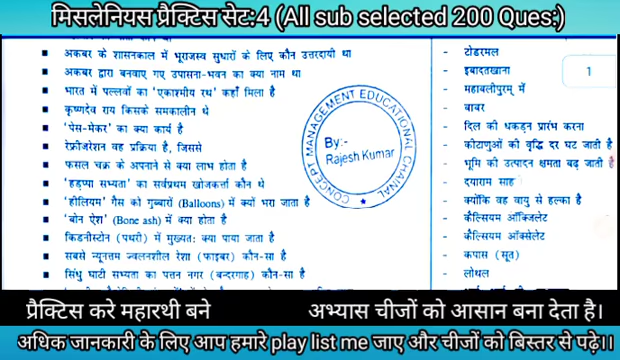 मिसलेनियस प्रैक्टिस सेट:4 (All sub selected 200 Ques:)
अकबर के शासनकाल में भूराजस्व सुधारों के लिए कौन उत्तरदायी था - टोडरमल
अकबर द्वारा बनवाए गए उपासना-भवन का क्या नाम था - इबादतखाना
1
भारत में पल्लवों का 'एकाश्मीय रथ' कहाँ मिला है - महाबलीपुरम् में
कृष्णदेव राय किसके समकालीन थे - बाबर
'पेस-मेकर' का क्या कार्य है - दिल की धकड़न प्रारंभ करना
रेफ्रीजरेशन वह प्रक्रिया है, जिससे - कीटाणुओं की वृद्धि दर घट जाती है
फसल चक्र के अपनाने से क्या लाभ होता है - भूमि की उत्पादन क्षमता बढ़ जाती है
'हड़प्पा सभ्यता' का सर्वप्रथम खोजकर्त्ता कौन थे - दयाराम साहनी
'हीलियम' गैस को गुब्बारों (Balloons) में क्यों भरा जाता है - क्योंकि वह वायु से हल्का है
'बोन ऐश' (Bone ash) में क्या होता है - कैल्सियम ऑक्जिलेट
किडनीस्टोन (पथरी) में मुख्यतः क्या पाया जाता है - कैल्सियम ऑक्सेलेट
सबसे न्यूनतम ज्वलनशील रेशा (फाइबर) कौन-सा है - कपास (सूत)
सिंधु घाटी सभ्यता का पत्तन नगर (बन्दरगाह) कौन-सा है - लोथल
CONCEPT MANAGEMENT EDUCATIONAL CHAINAL
By:-
Rajesh Kumar
प्रैक्टिस करे महारथी बने अभ्यास चीजों को आसान बना देता है।
अधिक जानकारी के लिए आप हमारे play list me जाए और चीजों को बिस्तर से पढ़े।।